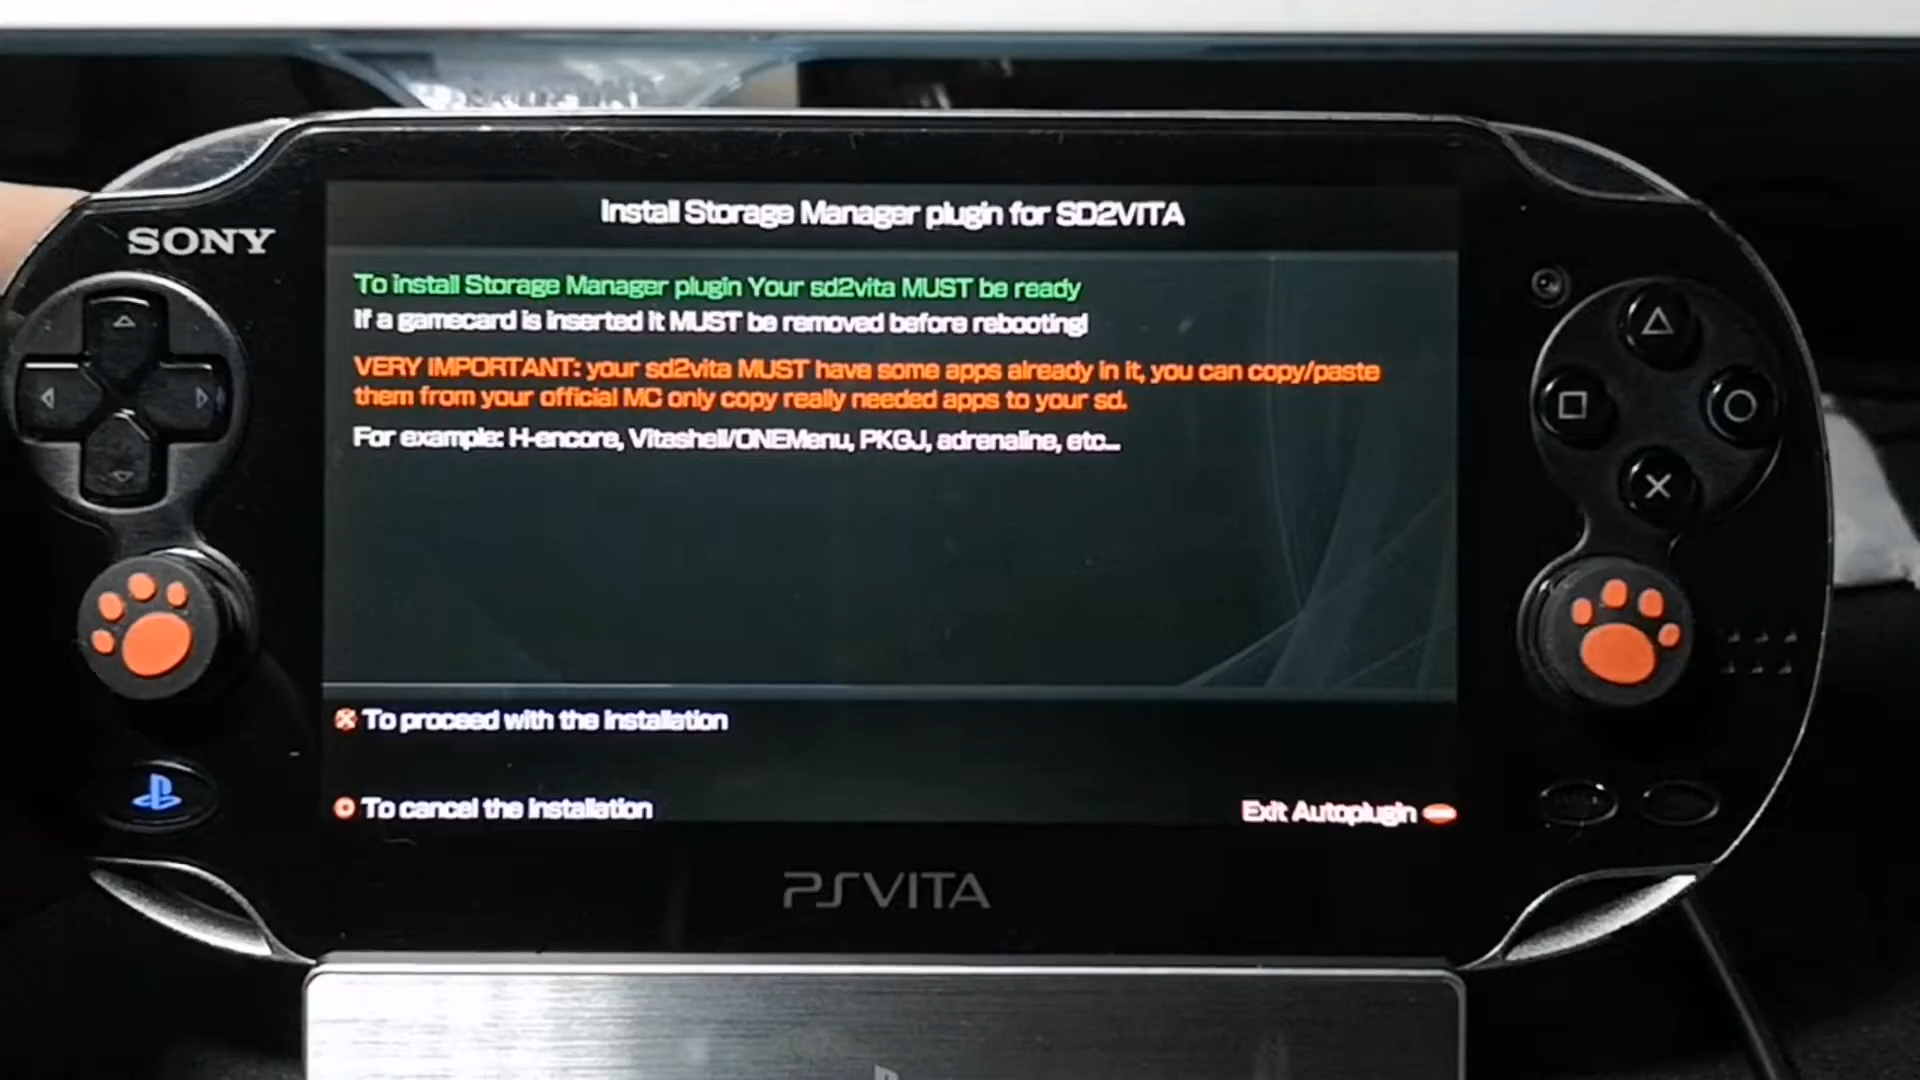 SONY
Install Storage Manager plugin for SD2VITA
To install Storage Manager plugin Your sd2vita MUST be ready
If a gamecard is inserted it MUST be removed before rebooting!
VERY IMPORTANT: your sd2vita MUST have some apps already in it, you can copy/paste
them from your official MC only copy really needed apps to your sd.
For example: H-encore, Vitashell/ONEMenu, PKGJ, adrenaline, etc...
To proceed with the installation
To cancel the installation
Exit Autoplugin
PSVITA